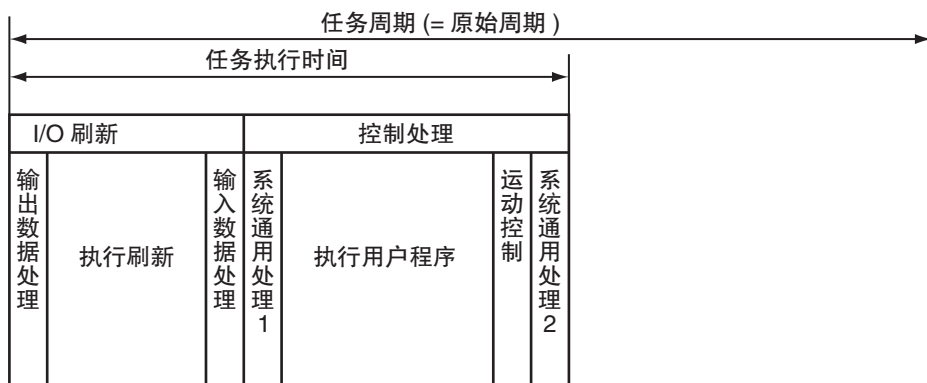 任务周期 (= 原始周期 )
任务执行时间
I/O 刷新
控制处理
输出数据处理
执行刷新
输入数据处理
系统通用处理1
执行用户程序
运动控制
系统通用处理2